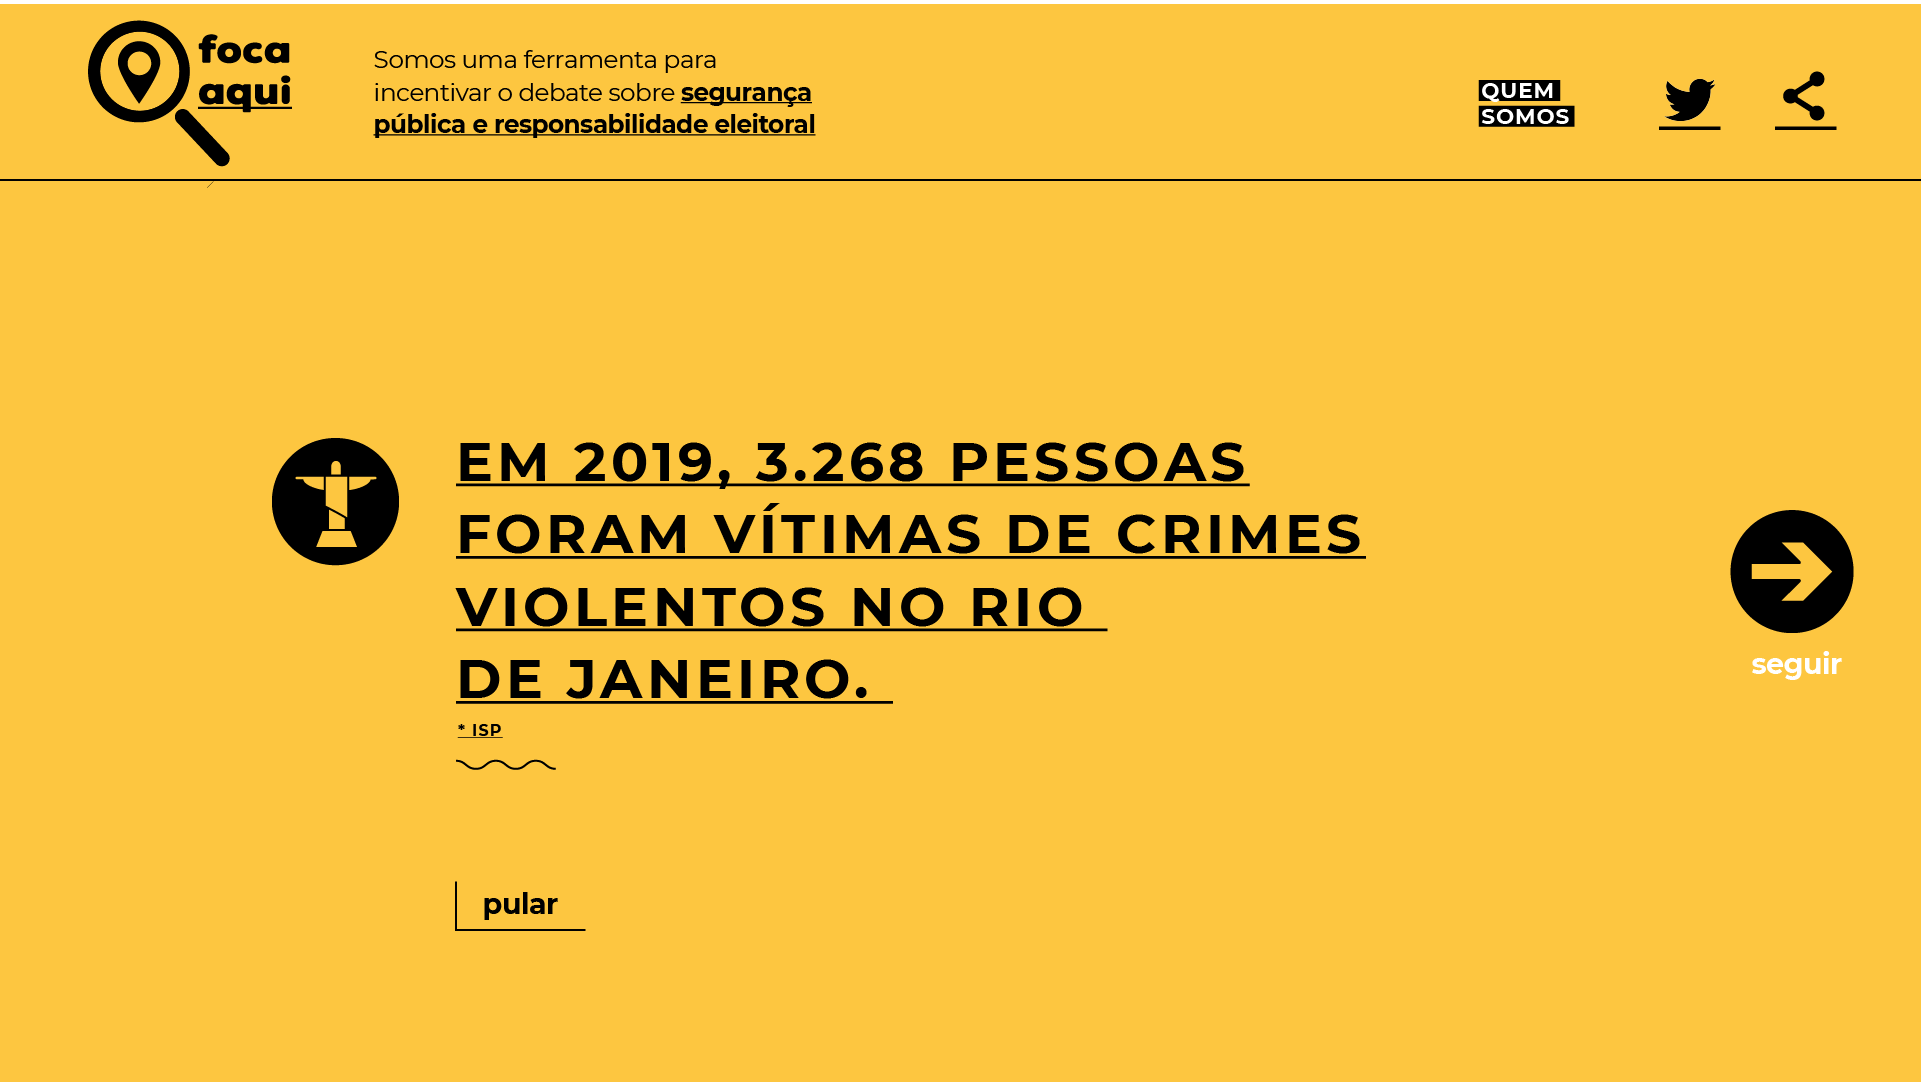 foca
aqui
Somos uma ferramenta para
incentivar o debate sobre segurança
pública e responsabilidade eleitoral
QUEM
SOMOS
EM 2019, 3.268 PESSOAS
FORAM VÍTIMAS DE CRIMES
VIOLENTOS NO RIO
DE JANEIRO.
* ISP
seguir
pular